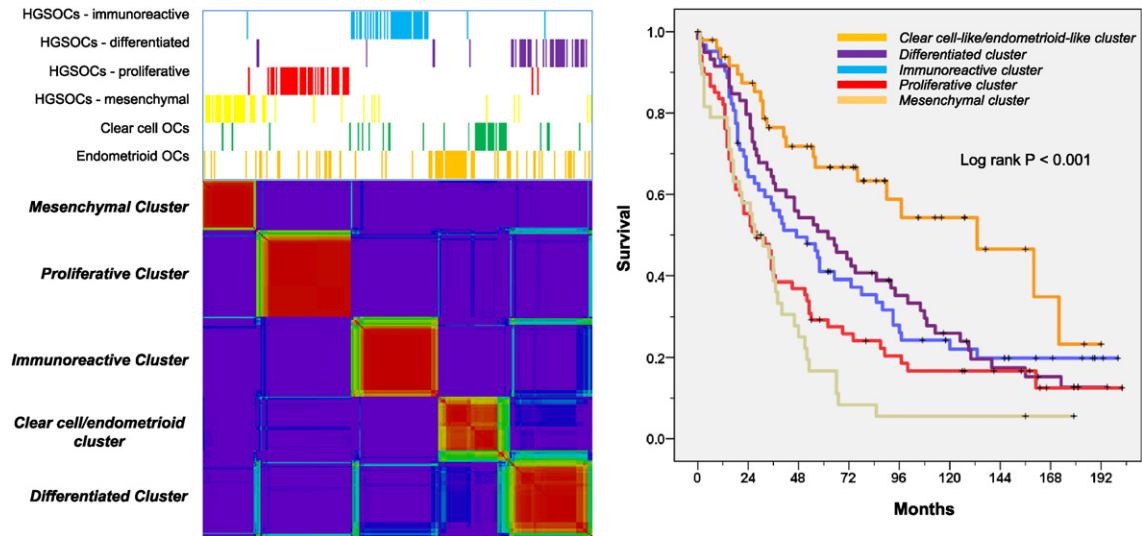 HGSOCs - immunoreactive
HGSOCs - differentiated
HGSOCs - proliferative
HGSOCs - mesenchymal
Clear cell OCs
Endometrioid OCs
Mesenchymal Cluster
Proliferative Cluster
Immunoreactive Cluster
Clear cell/endometrioid
cluster
Differentiated Cluster
Survival
1.0
0.8
0.6
0.4
0.2
0.0
Clear cell-like/endometrioid-like cluster
Differentiated cluster
Immunoreactive cluster
Proliferative cluster
Mesenchymal cluster
Log rank P < 0.001
0 24 48 72 96 120 144 168 192
Months